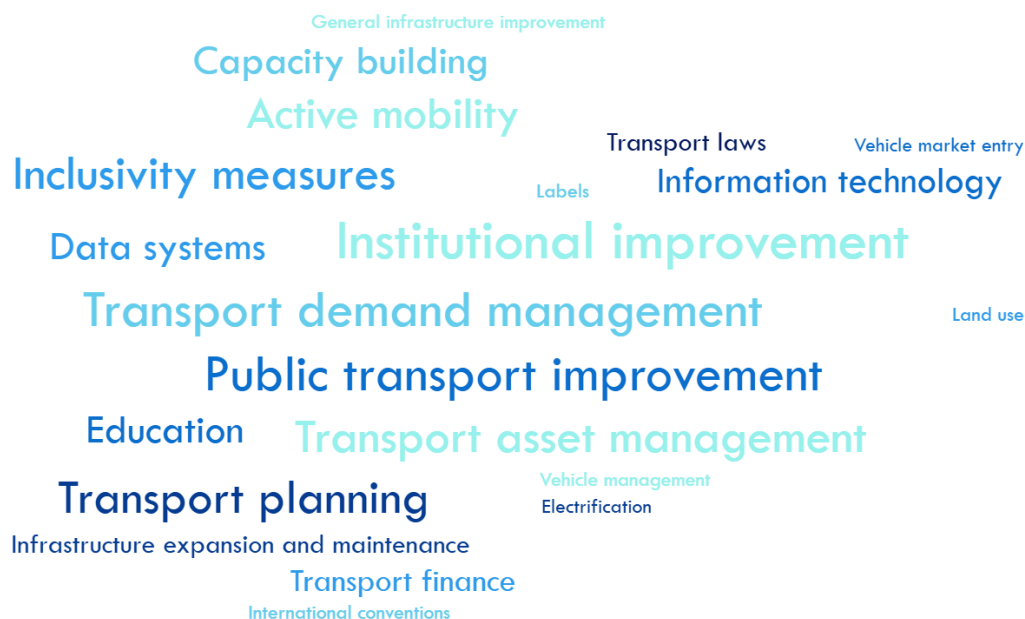 General infrastructure improvement
Capacity building
Active mobility
Transport laws
Vehicle market entry
Inclusivity measures
Labels
Information technology
Data systems
Institutional improvement
Transport demand management
Land use
Public transport improvement
Education
Transport asset management
Vehicle management
Transport planning
Electrification
Infrastructure expansion and maintenance
Transport finance
International conventions